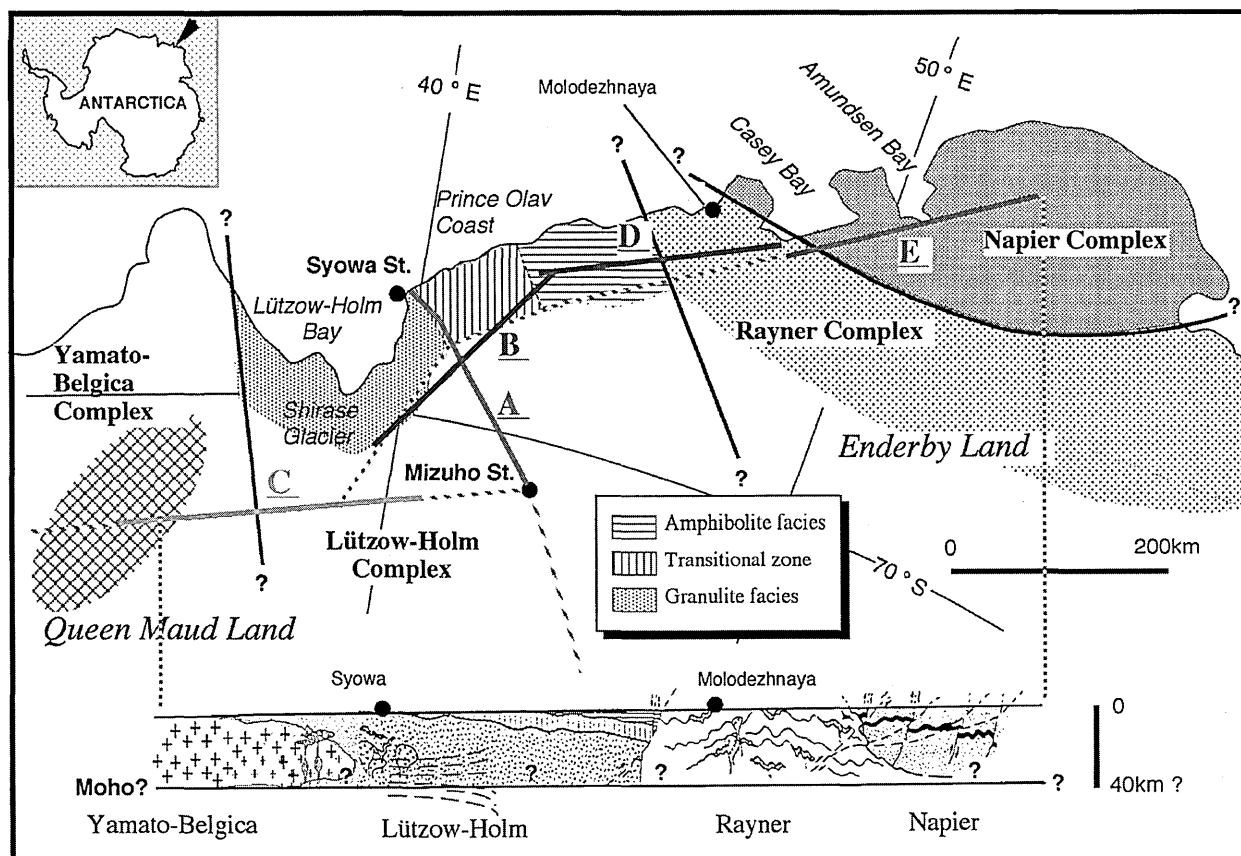 ANTARCTICA
40 ° E
Molodezhnaya
50 ° E
Amundsen Bay
Casey Bay
?
?
?
Prince Olav
Coast
D
Syowa St.
E
Napier Complex
Lützow-Holm
Bay
Rayner Complex
?
B
Yamato-
Belgica
Complex
A
Shirase
Glacier
Enderby Land
Mizuho St.
?
C
Lützow-Holm
Complex
?
Amphibolite facies
Transitional zone
Granulite facies
0
200km
70 ° S
Queen Maud Land
Syowa
Molodezhnaya
0
?
?
?
?
Moho?
?
40km ?
Yamato-Belgica
Lützow-Holm
Rayner
Napier